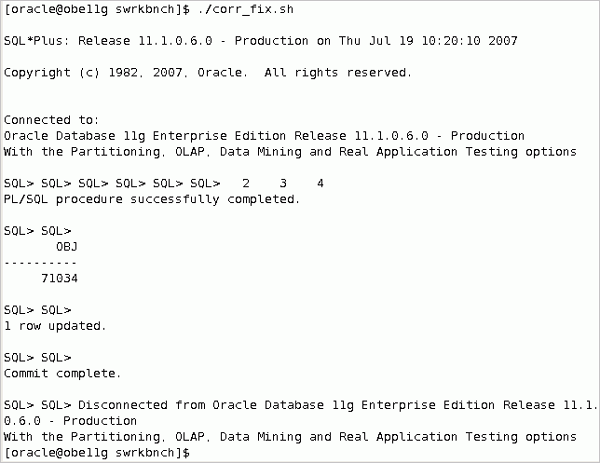 [oracle@obe11g swrkbnch]$ ./corr_fix.sh
SQL*Plus: Release 11.1.0.6.0 - Production on Thu Jul 19 10:20:10 2007
Copyright (c) 1982, 2007, Oracle.  All rights reserved.
Connected to:
Oracle Database 11g Enterprise Edition Release 11.1.0.6.0 - Production
With the Partitioning, OLAP, Data Mining and Real Application Testing options
SQL> SQL> SQL> SQL> SQL> SQL>   2    3    4
PL/SQL procedure successfully completed.
SQL> SQL>
       OBJ
----------
     71034
SQL> SQL>
1 row updated.
SQL> SQL>
Commit complete.
SQL> SQL> Disconnected from Oracle Database 11g Enterprise Edition Release 11.1.
0.6.0 - Production
With the Partitioning, OLAP, Data Mining and Real Application Testing options
[oracle@obe11g swrkbnch]$